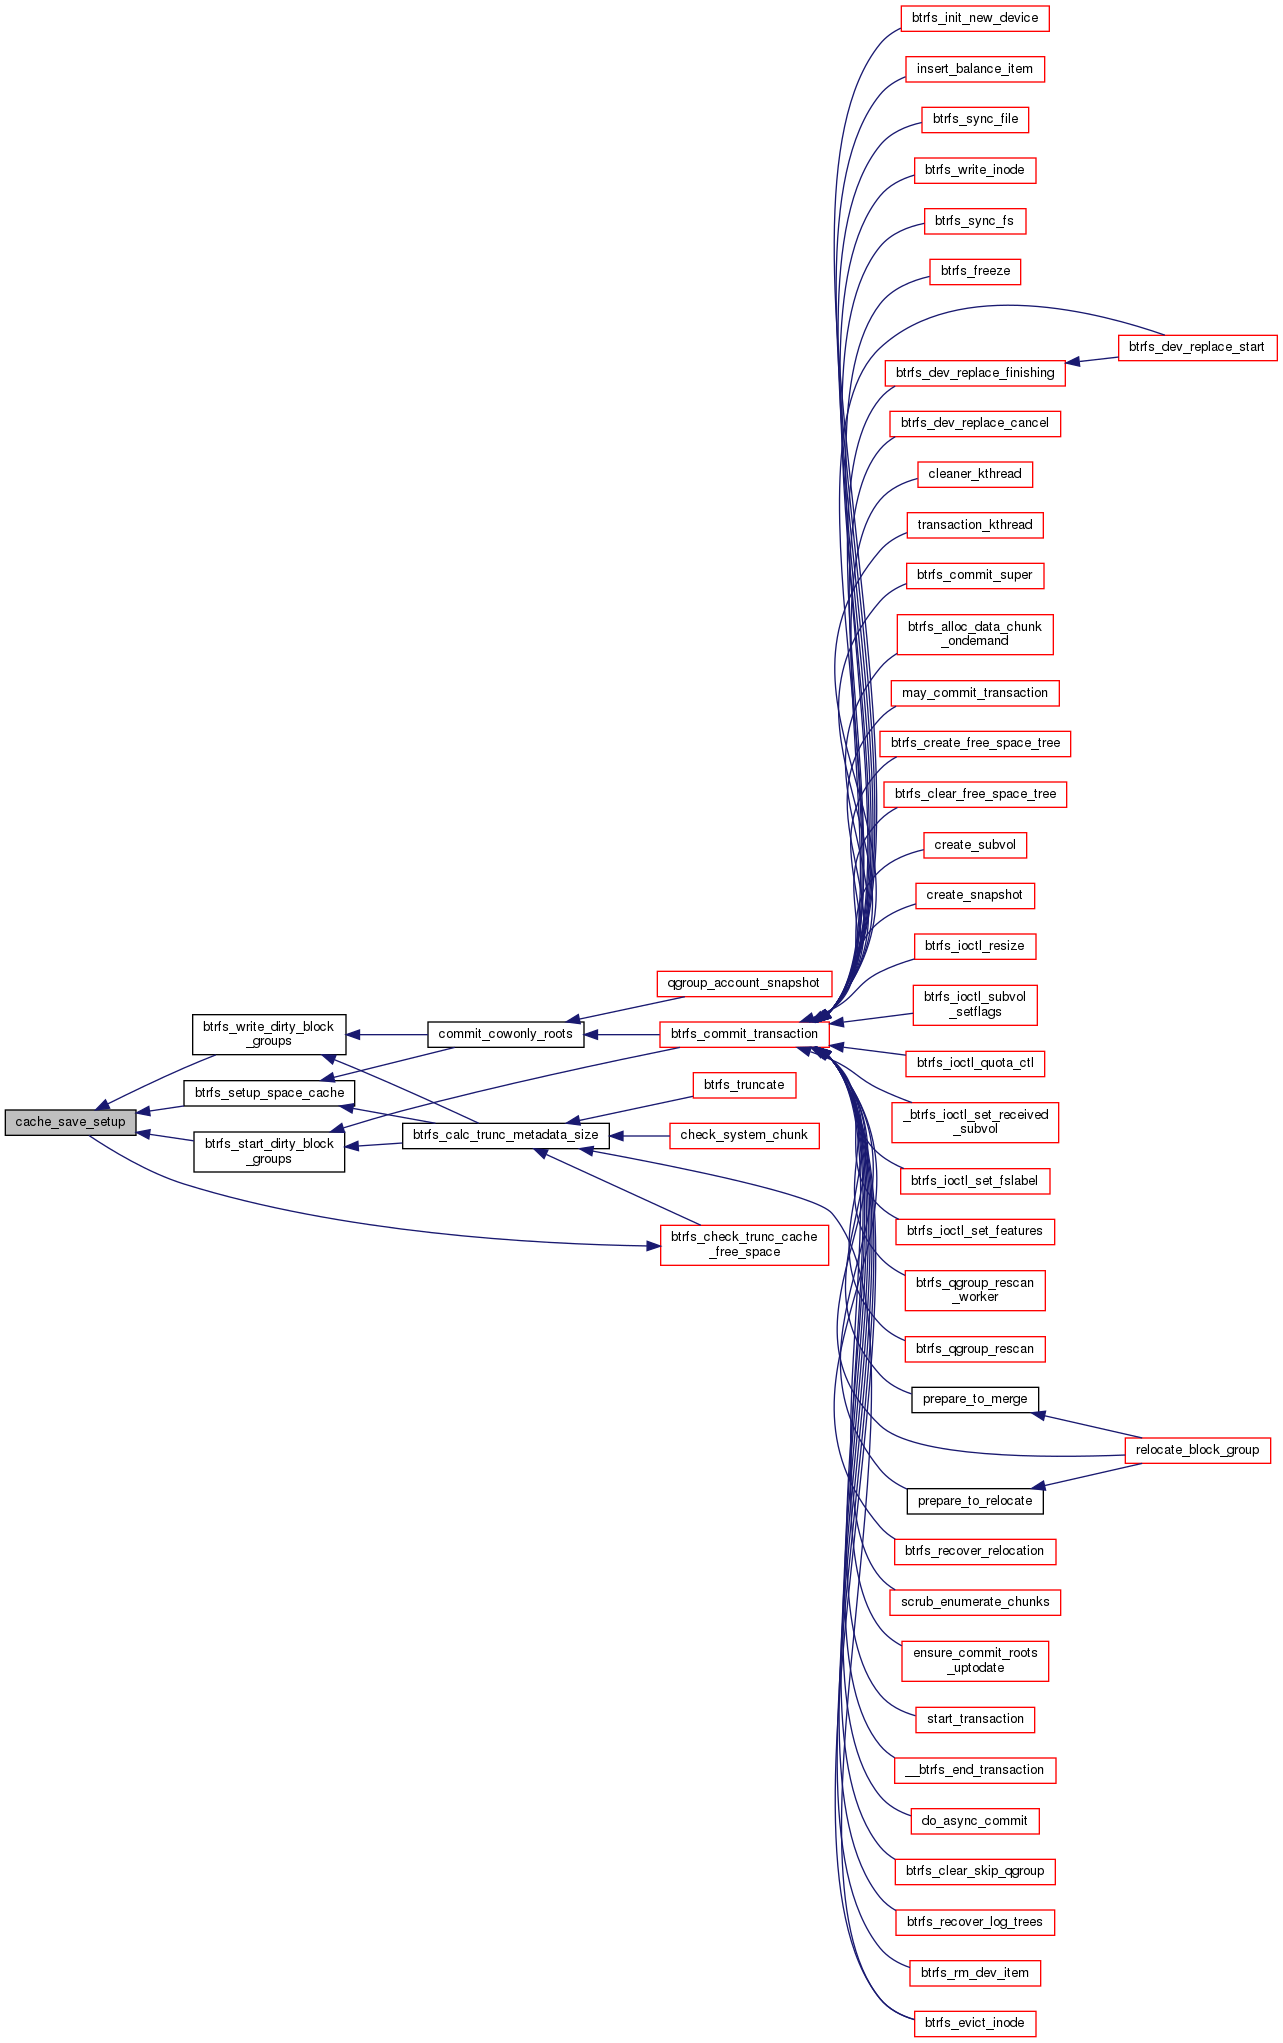 btrfs_init_new_device
insert_balance_item
btrfs_sync_file
btrfs_write_inode
btrfs_sync_fs
btrfs_freeze
btrfs_dev_replace_start
btrfs_dev_replace_finishing
btrfs_dev_replace_cancel
cleaner_kthread
transaction_kthread
btrfs_commit_super
btrfs_alloc_data_chunk
_ondemand
may_commit_transaction
btrfs_create_free_space_tree
btrfs_clear_free_space_tree
create_subvol
create_snapshot
btrfs_ioctl_resize
qgroup_account_snapshot
btrfs_ioctl_subvol
_setflags
btrfs_write_dirty_block
_groups
commit_cowonly_roots
btrfs_commit_transaction
btrfs_ioctl_quota_ctl
btrfs_setup_space_cache
btrfs_truncate
cache_save_setup
_btrfs_ioctl_set_received
_subvol
btrfs_start_dirty_block
_groups
btrfs_calc_trunc_metadata_size
check_system_chunk
btrfs_ioctl_set_fslabel
btrfs_check_trunc_cache
_free_space
btrfs_ioctl_set_features
btrfs_qgroup_rescan
_worker
btrfs_qgroup_rescan
prepare_to_merge
relocate_block_group
prepare_to_relocate
btrfs_recover_relocation
scrub_enumerate_chunks
ensure_commit_roots
_uptodate
start_transaction
__btrfs_end_transaction
do_async_commit
btrfs_clear_skip_qgroup
btrfs_recover_log_trees
btrfs_rm_dev_item
btrfs_evict_inode